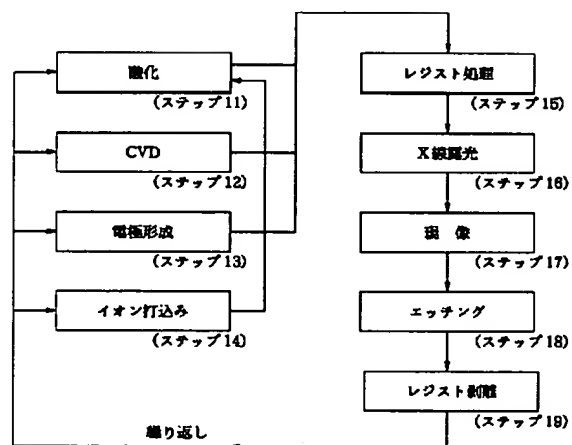 酸化
(ステップ11)
CVD
(ステップ12)
電極形成
(ステップ13)
イオン打込み
(ステップ14)
レジスト処理
(ステップ15)
X線露光
(ステップ16)
現　像
(ステップ17)
エッチング
(ステップ18)
レジスト剥離
(ステップ19)
繰り返し